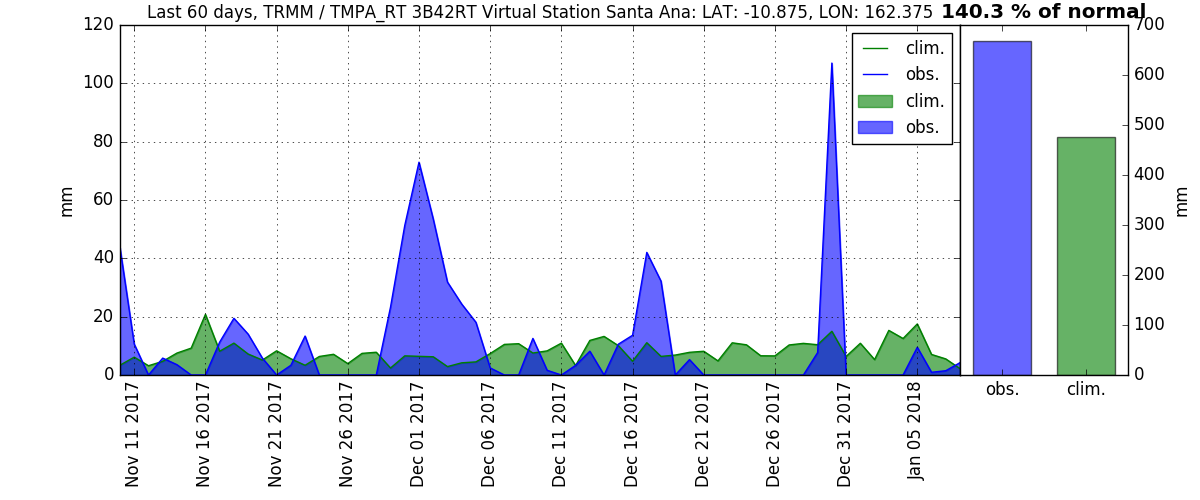 Last 60 days, TRMM / TMPA_RT 3B42RT Virtual Station Santa Ana: LAT: -10.875, LON: 162.375
140.3 % of normal
120
100
80
60
40
20
0
mm
clim.
obs.
clim.
obs.
Nov 11 2017
Nov 16 2017
Nov 21 2017
Nov 26 2017
Dec 01 2017
Dec 06 2017
Dec 11 2017
Dec 16 2017
Dec 21 2017
Dec 26 2017
Dec 31 2017
Jan 05 2018
700
600
500
400
300
200
100
0
mm
obs.
clim.